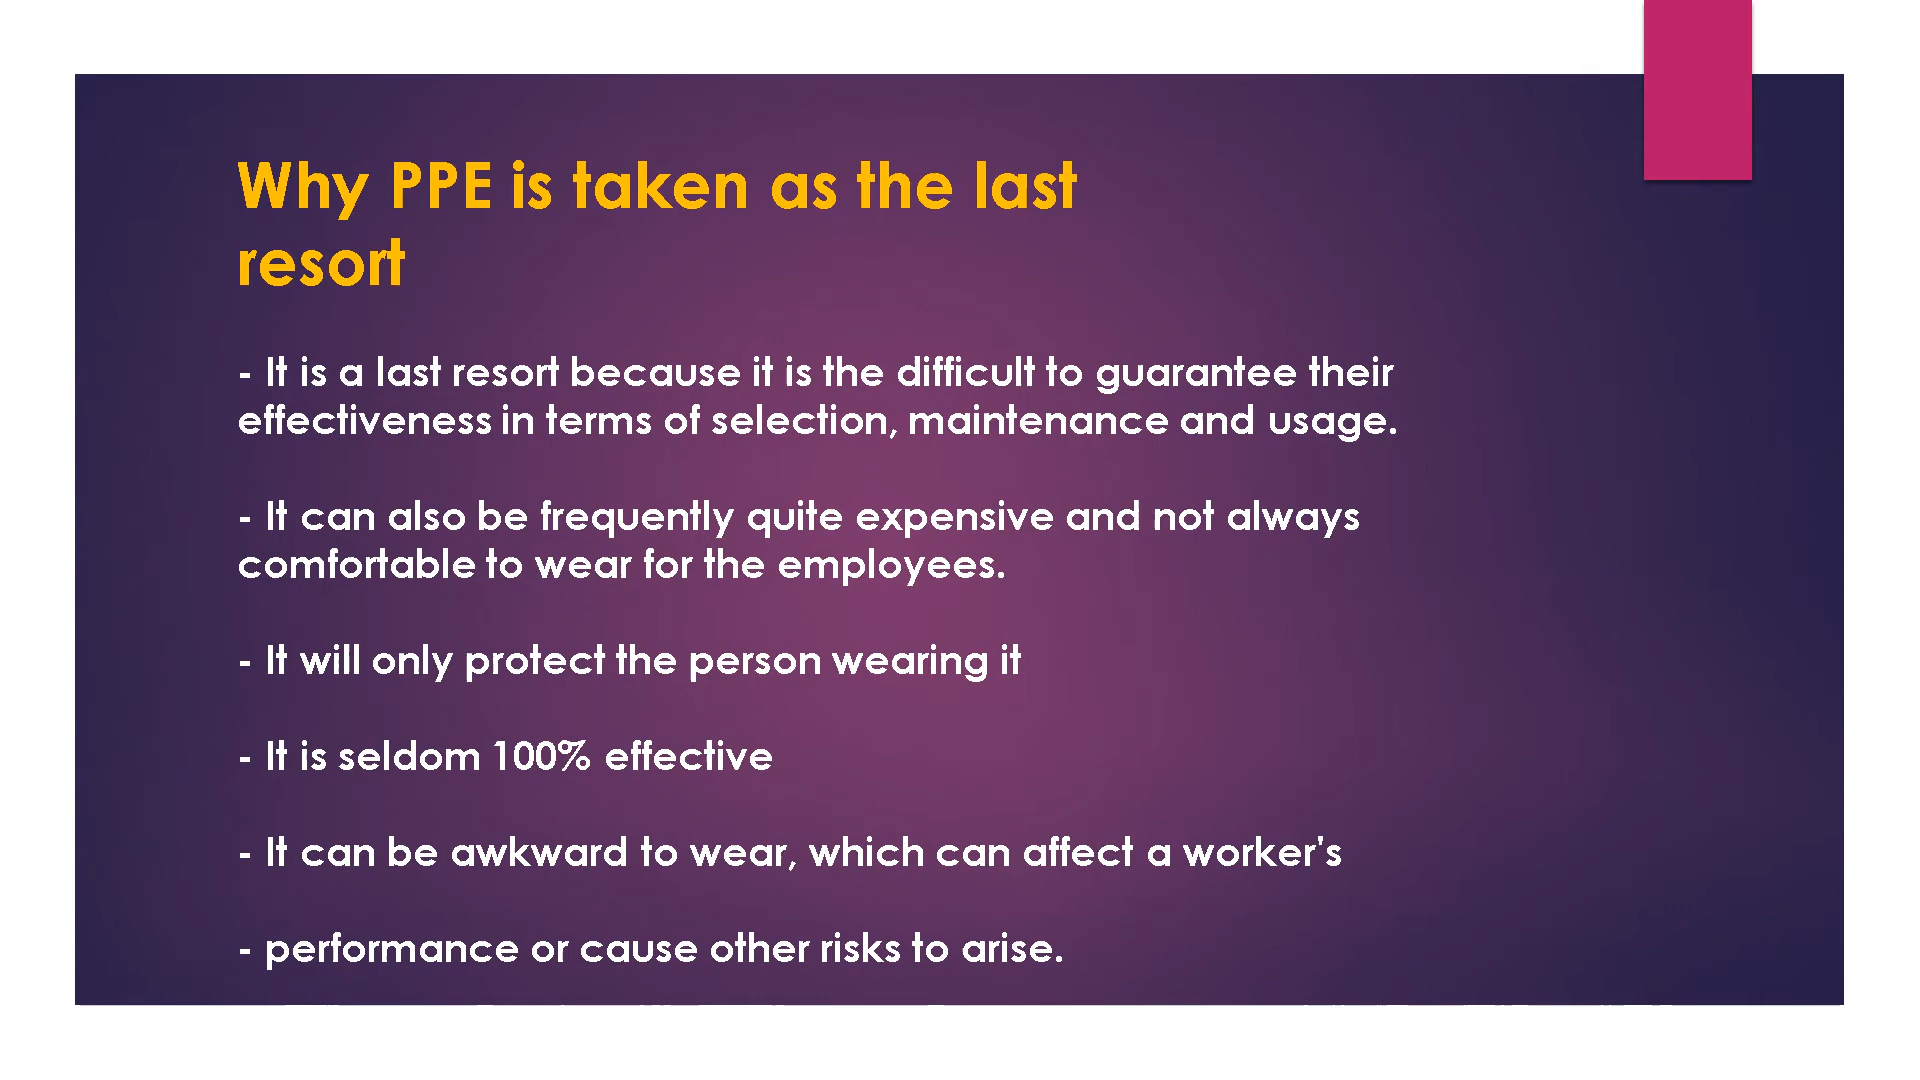 Why PPE is taken as the last
resort
- It is a last resort because it is the difficult to guarantee their
effectiveness in terms of selection, maintenance and usage.
- It can also be frequently quite expensive and not always
comfortable to wear for the employees.
- It will only protect the person wearing it
- It is seldom 100% effective
- It can be awkward to wear, which can affect a worker's
- performance or cause other risks to arise.